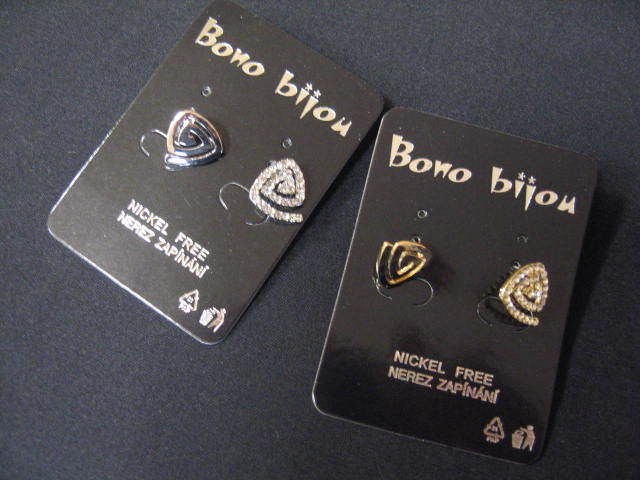 Bono bijou
NICKEL FREE
NEREZ ZAPÍNÁNÍ
Bono bijou
NICKEL FREE
NEREZ ZAPÍNÁNÍ